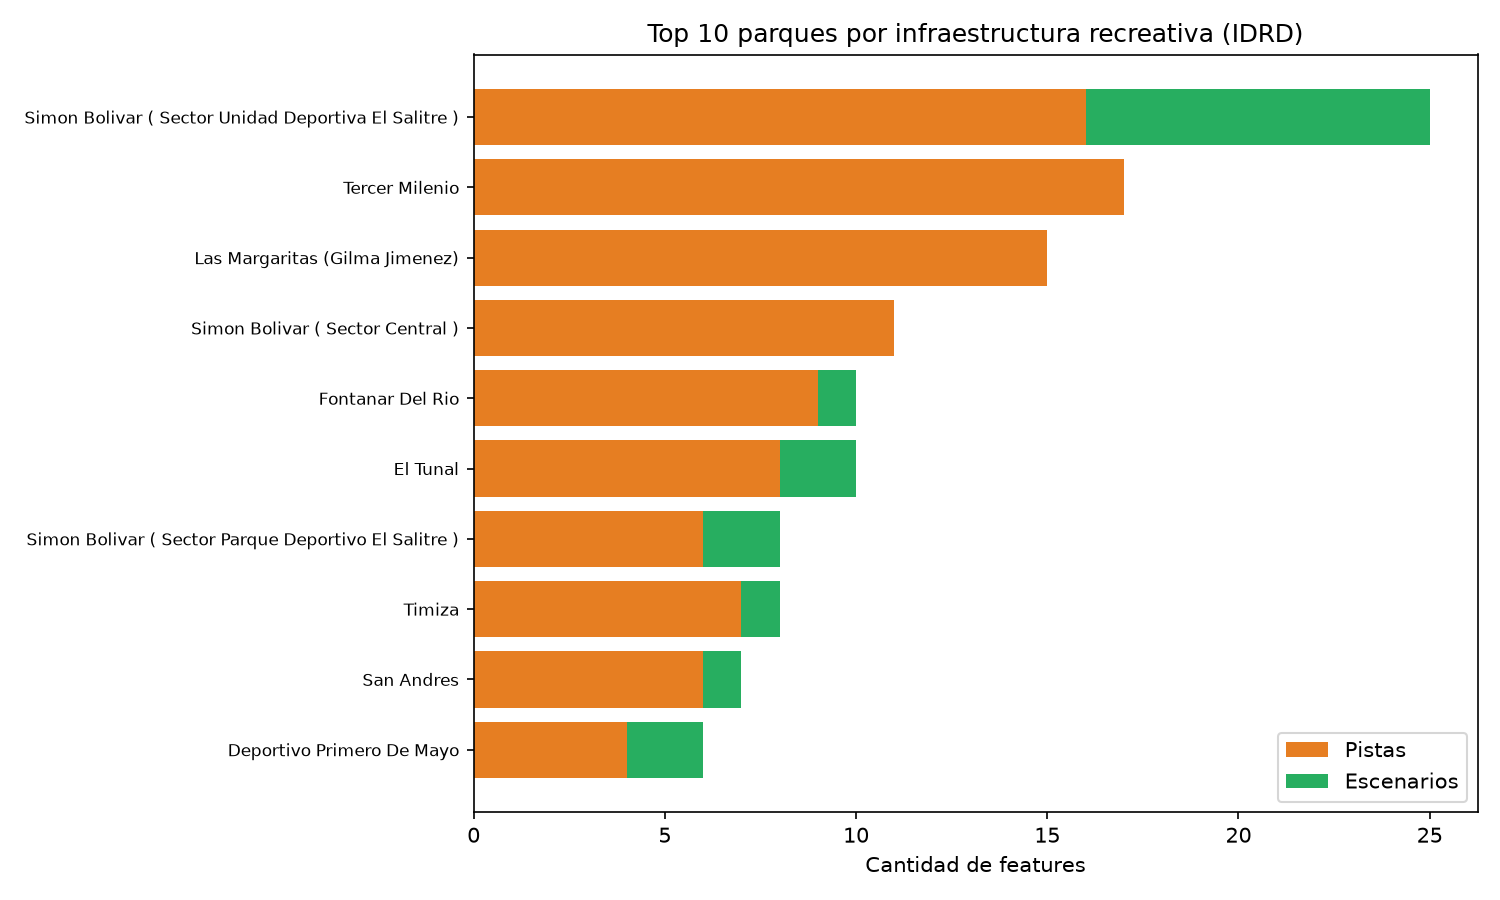 Top 10 parques por infraestructura recreativa (IDRD)
Simon Bolivar ( Sector Unidad Deportiva El Salitre )
Tercer Milenio
Las Margaritas (Gilma Jimenez)
Simon Bolivar ( Sector Central )
Fontanar Del Rio
El Tunal
Simon Bolivar ( Sector Parque Deportivo El Salitre )
Timiza
San Andres
Deportivo Primero De Mayo
Pistas
Escenarios
0 5 10 15 20 25
Cantidad de features